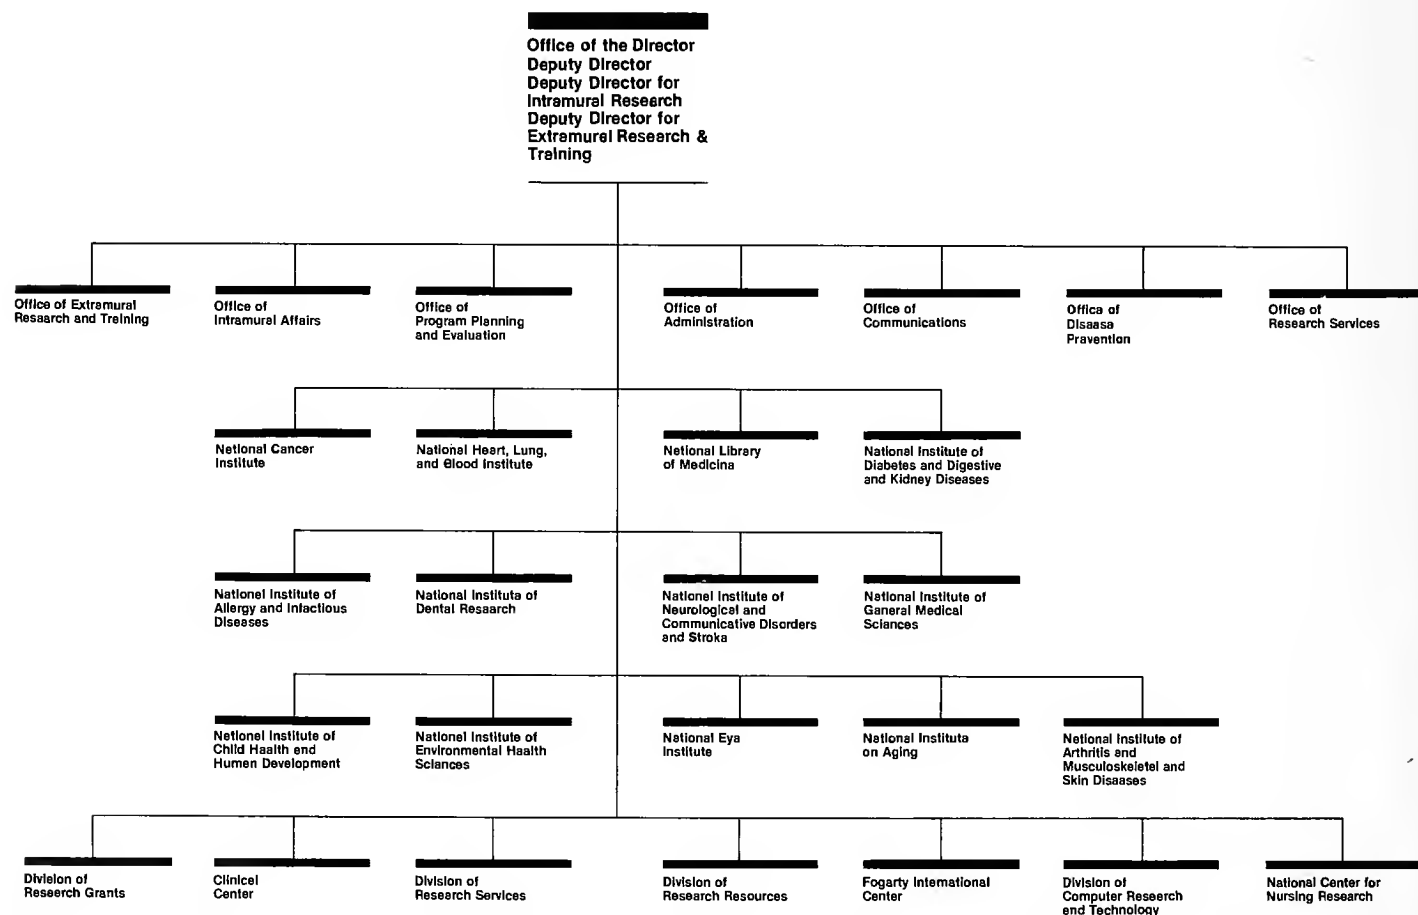 Office of the Director
Deputy Director
Deputy Director for
Intramural Research
Deputy Director for
Extramural Research &
Training
Office of Extramural
Research and Training
Office of
Intramural Affairs
Office of
Program Planning
and Evaluation
Office of
Administration
Office of
Communications
Office of
Disease
Prevention
Office of
Research Services
National Cancer
Institute
National Heart, Lung,
and Blood Institute
National Library
of Medicine
National Institute of
Diabetes and Digestive
and Kidney Diseases
National Institute of
Allergy and Infectious
Diseases
National Institute of
Dental Research
National Institute of
Neurological and
Communicative Disorders
and Stroke
National Institute of
General Medical
Sciences
National Institute of
Child Health and
Human Development
National Institute of
Environmental Health
Sciences
National Eye
Institute
National Institute
on Aging
National Institute of
Arthritis and
Musculoskeletal and
Skin Diseases
Division of
Research Grants
Clinical
Center
Division of
Research Services
Division of
Research Resources
Fogarty International
Center
Division of
Computer Research
and Technology
National Center for
Nursing Research